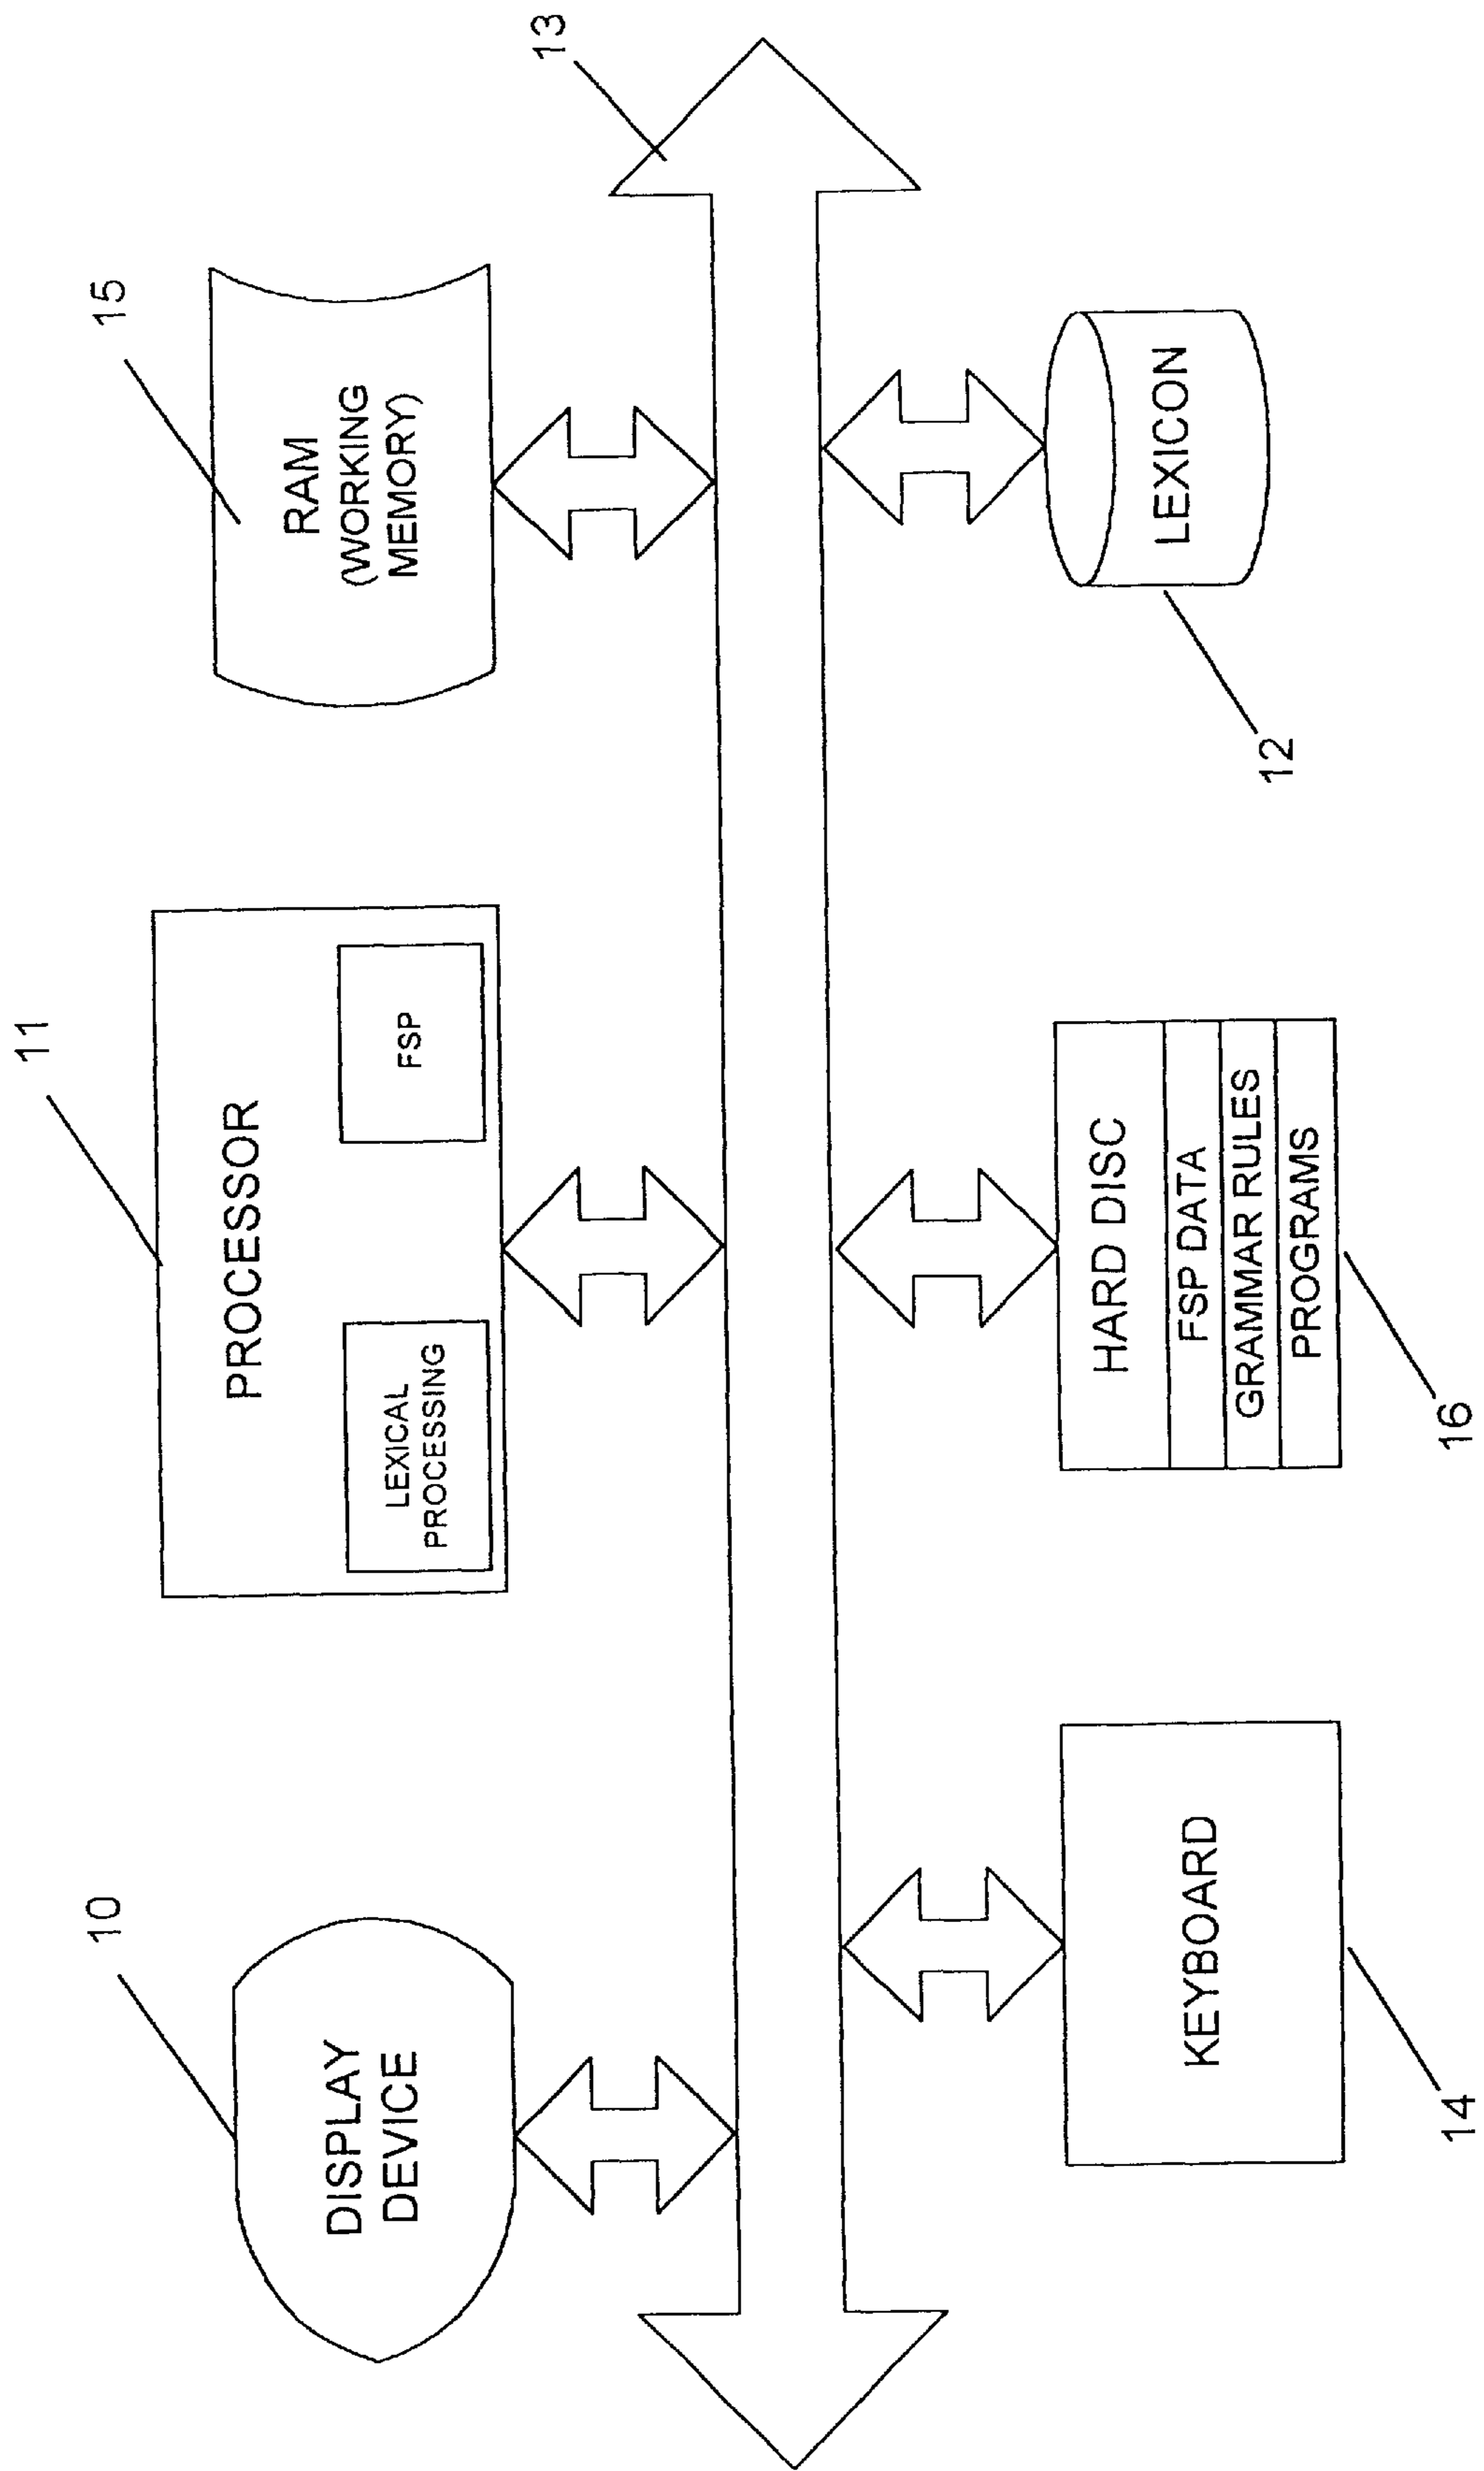 10
11
15
13
DISPLAY
DEVICE
PROCESSOR
LEXICAL
PROCESSING
FSP
RAM
(WORKING
MEMORY)
KEYBOARD
HARD DISC
FSP DATA
GRAMMAR RULES
PROGRAMS
LEXICON
14
16
12